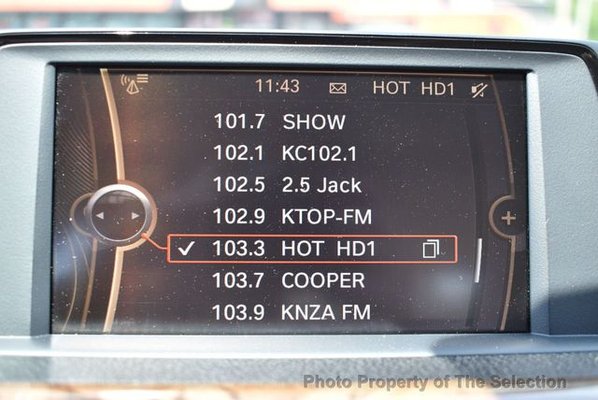 11:43 HOT HD1
101.7 SHOW
102.1 KC102.1
102.5 2.5 Jack
102.9 KTOP-FM
103.3 HOT HD1
103.7 COOPER
103.9 KNZA FM
Photo Property of The Selection